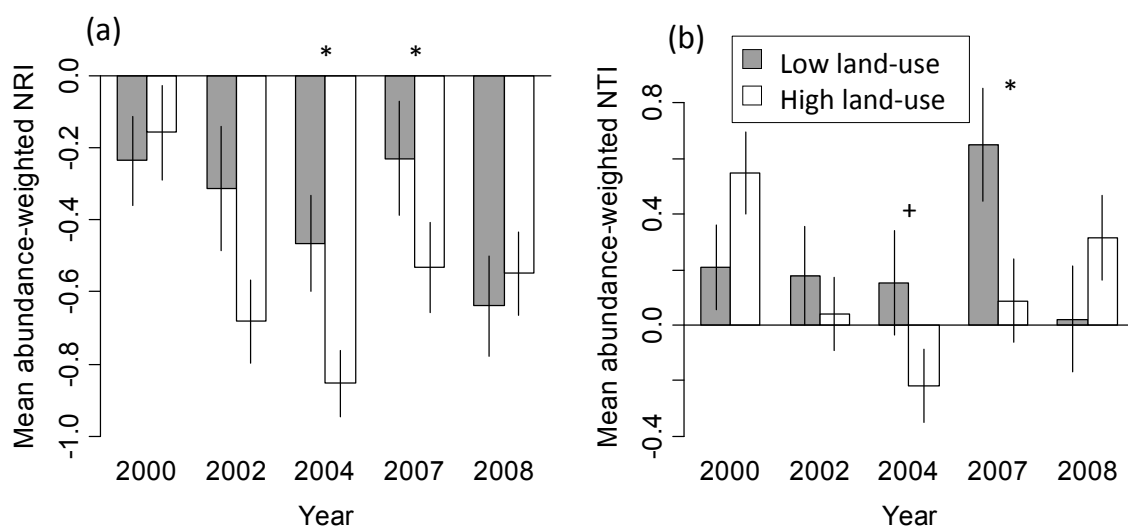 (a)
* *
Mean abundance-weighted NRI
0.0
-0.2
-0.4
-0.6
-0.8
-1.0
2000 2002 2004 2007 2008
Year
(b)
Low land-use
High land-use
*
+
Mean abundance-weighted NTI
0.8
0.4
0.0
-0.4
2000 2002 2004 2007 2008
Year